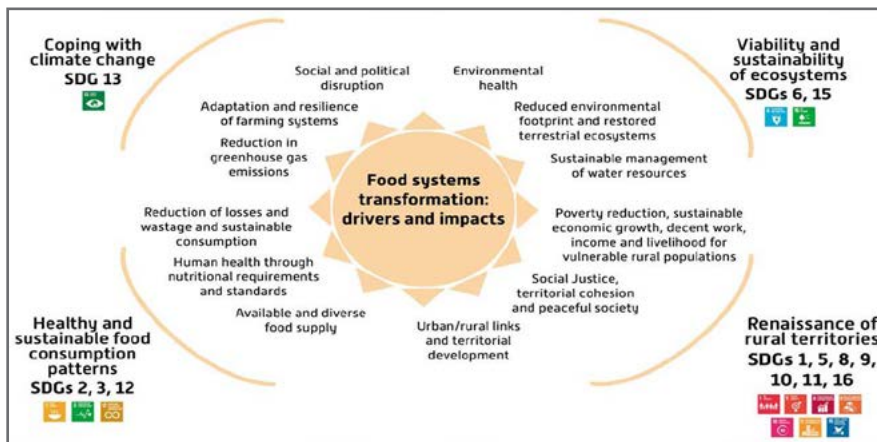 Coping with
climate change
SDG 13
Viability and
sustainability
of ecosystems
SDGs 6, 15
Social and political
disruption
Environmental
health
Adaptation and resilience
of farming systems
Reduced environmental
footprint and restored
terrestrial ecosystems
Reduction in
greenhouse gas
emissions
Sustainable management
of water resources
Food systems
transformation:
drivers and impacts
Reduction of losses and
wastage and sustainable
consumption
Poverty reduction, sustainable
economic growth, decent work,
income and livelihood for
vulnerable rural populations
Human health through
nutritional requirements
and standards
Social Justice,
territorial cohesion
and peaceful society
Available and diverse
food supply
Urban/rural links
and territorial
development
Healthy and
sustainable food
consumption
patterns
SDGs 2, 3, 12
Renaissance of
rural territories
SDGs 1, 5, 8, 9,
10, 11, 16